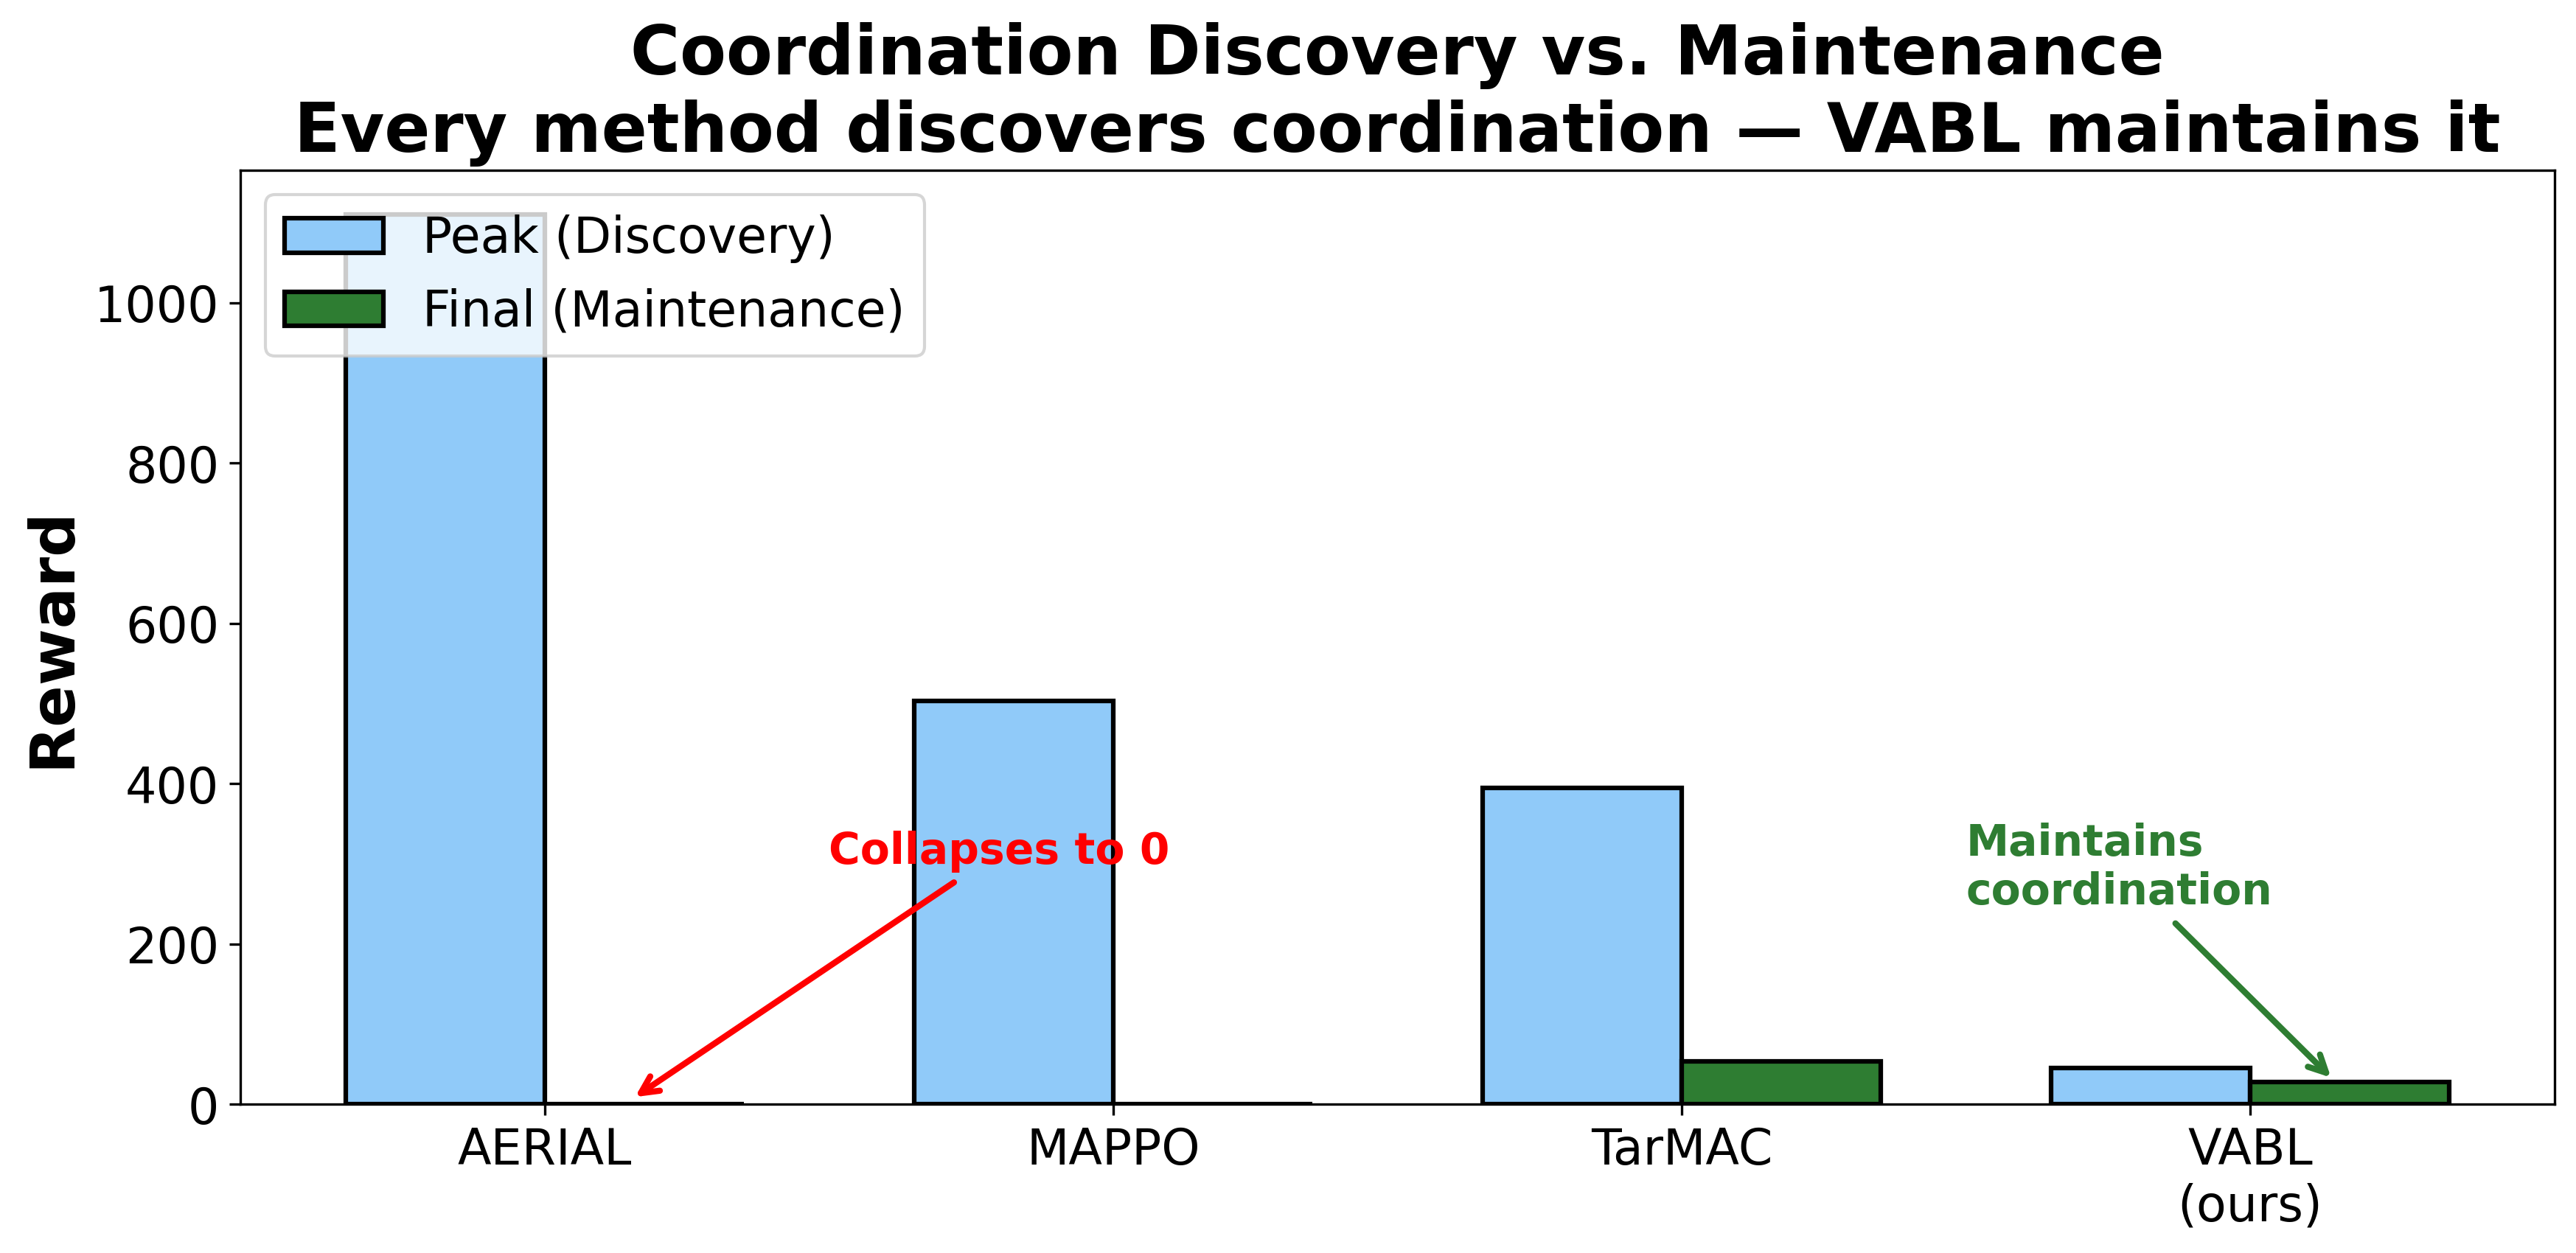 Coordination Discovery vs. Maintenance
Every method discovers coordination — VABL maintains it
Peak (Discovery)
Final (Maintenance)
Reward
1000
800
600
400
200
0
Collapses to 0
Maintains
coordination
AERIAL
MAPPO
TarMAC
VABL
(ours)